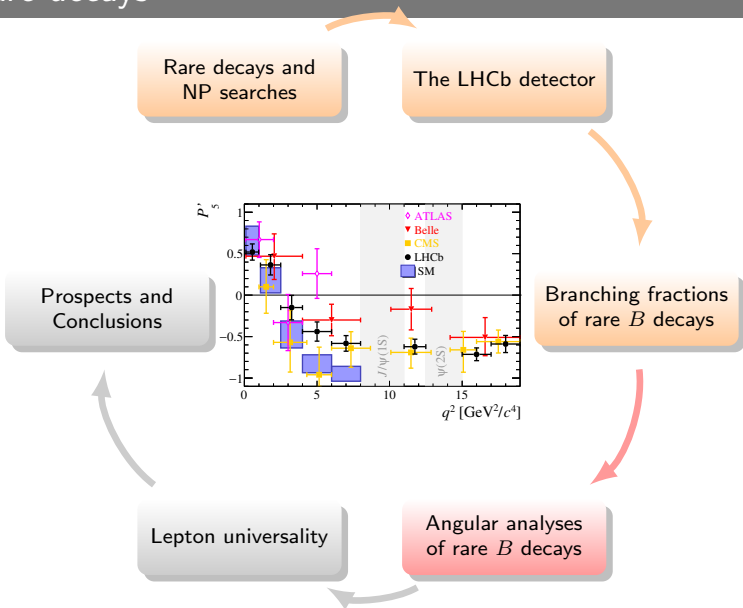 Rare decays and
NP searches
The LHCb detector
Branching fractions
of rare B decays
Angular analyses
of rare B decays
Lepton universality
Prospects and
Conclusions
P'5
1
0.5
0
−0.5
−1
ATLAS
Belle
CMS
LHCb
SM
J/ψ(1S)
ψ(2S)
0
5
10
15
q² [GeV²/c⁴]